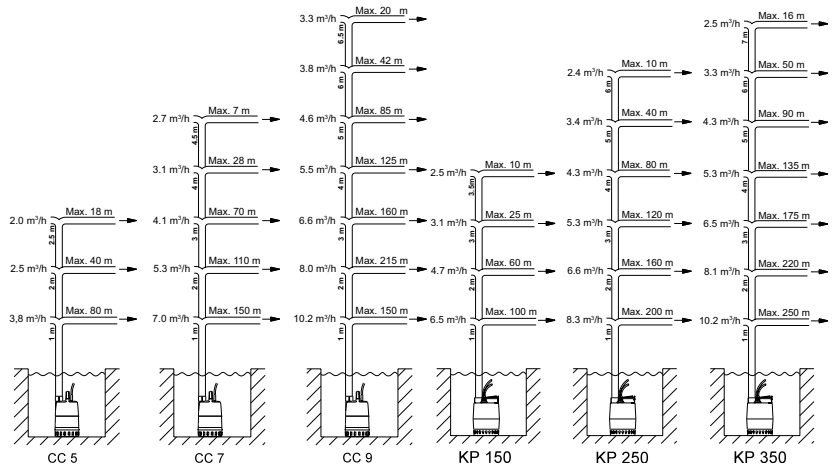 3.3 m³/h Max. 20 m 6.5 m
3.8 m³/h Max. 42 m 6 m
4.6 m³/h Max. 85 m 5 m
5.5 m³/h Max. 125 m 4 m
6.6 m³/h Max. 160 m 3 m
8.0 m³/h Max. 215 m 2 m
10.2 m³/h Max. 150 m 1 m
2.7 m³/h Max. 7 m 4.5 m
3.1 m³/h Max. 28 m 4 m
4.1 m³/h Max. 70 m 3 m
5.3 m³/h Max. 110 m 2 m
7.0 m³/h Max. 150 m 1 m
2.0 m³/h Max. 18 m 2.5 m
2.5 m³/h Max. 40 m 2 m
3,8 m³/h Max. 80 m 1 m
2.5 m³/h Max. 10 m 3.5m
3.1 m³/h Max. 25 m 3 m
4.7 m³/h Max. 60 m 2 m
6.5 m³/h Max. 100 m 1 m
2.4 m³/h Max. 10 m 6 m
3.4 m³/h Max. 40 m 5 m
4.3 m³/h Max. 80 m 4 m
5.3 m³/h Max. 120 m 3 m
6.6 m³/h Max. 160 m 2 m
8.3 m³/h Max. 200 m 1 m
2.5 m³/h Max. 16 m 7 m
3.3 m³/h Max. 50 m 6 m
4.3 m³/h Max. 90 m 5 m
5.3 m³/h Max. 135 m 4 m
6.5 m³/h Max. 175 m 3 m
8.1 m³/h Max. 220 m 2 m
10.2 m³/h Max. 250 m 1 m
CC 5
CC 7
CC 9
KP 150
KP 250
KP 350